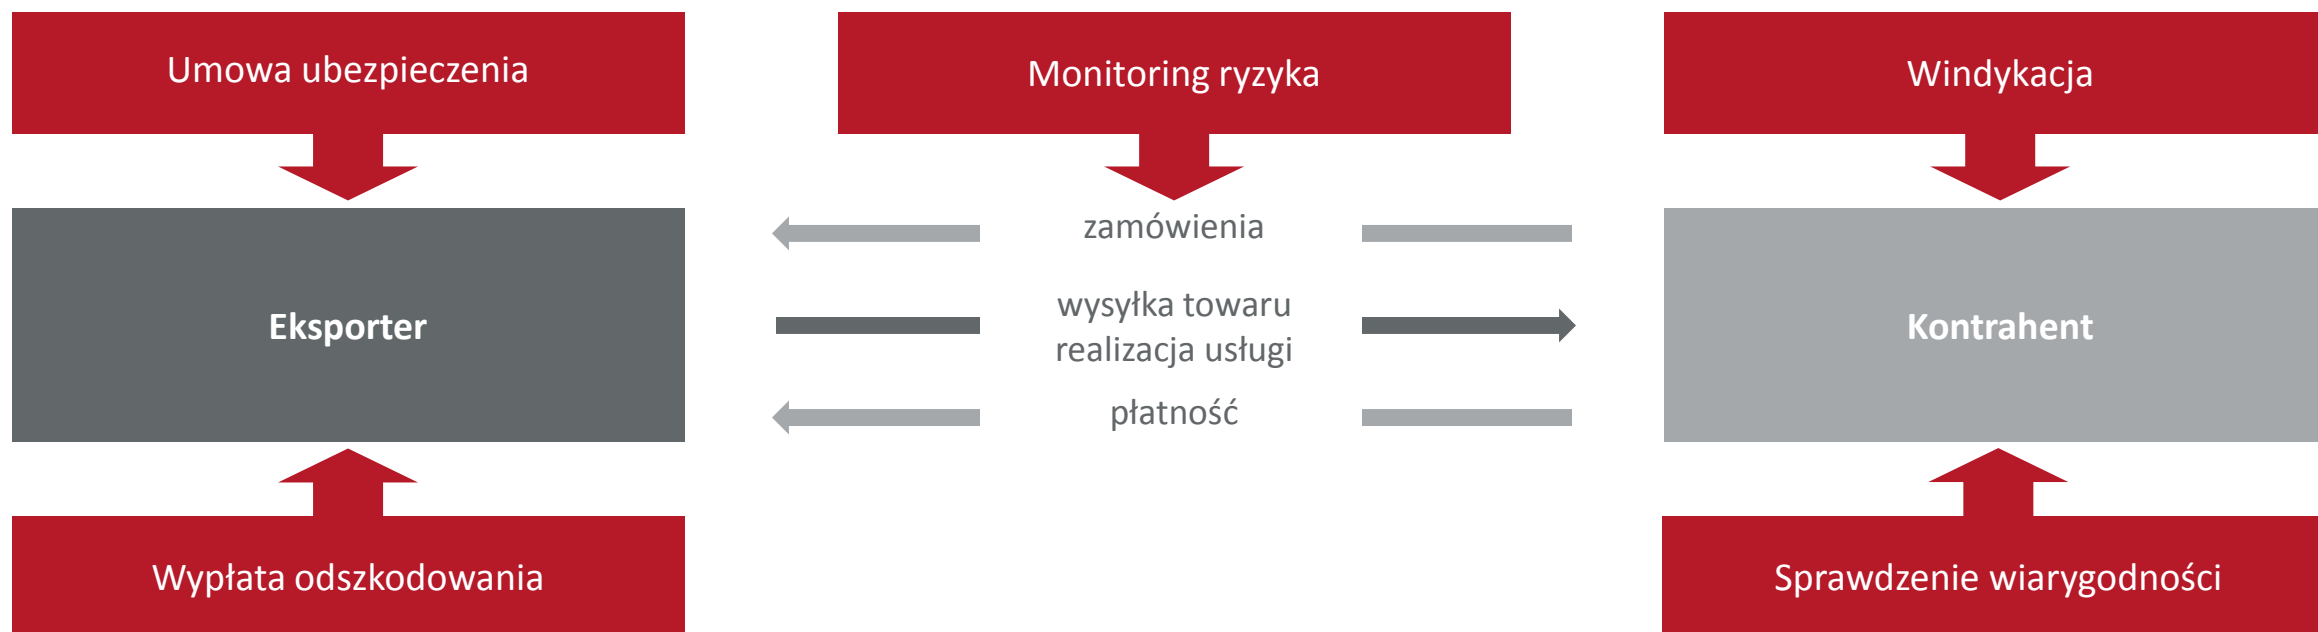 Umowa ubezpieczenia
Monitoring ryzyka
Windykacja
zamówienia
Eksporter
wysyłka towaru
realizacja usługi
Kontrahent
płatność
Wypłata odszkodowania
Sprawdzenie wiarygodności